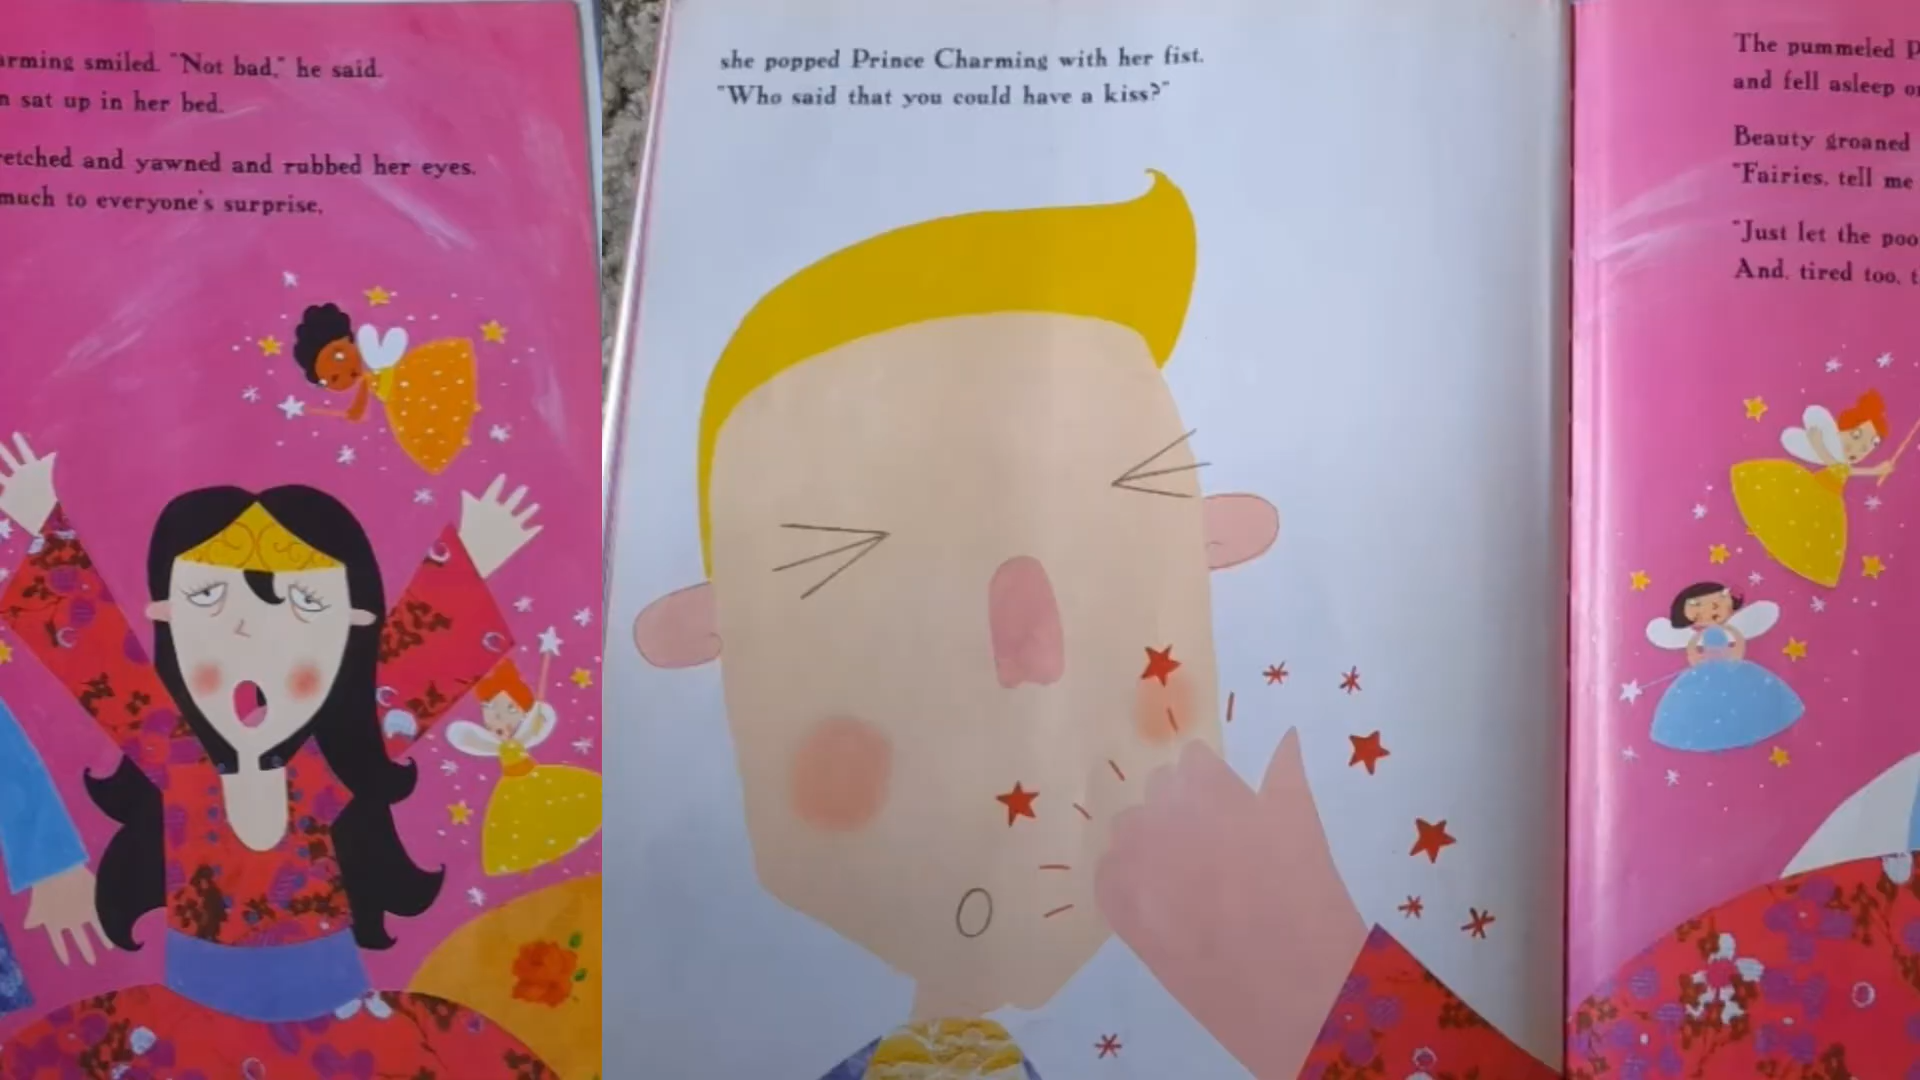 arming smiled. "Not bad," he said.
n sat up in her bed.
retched and yawned and rubbed her eyes.
much to everyone's surprise,
she popped Prince Charming with her fist.
"Who said that you could have a kiss?"
The pummeled P
and fell asleep o
Beauty groaned
"Fairies, tell me
"Just let the poo
And, tired too, t